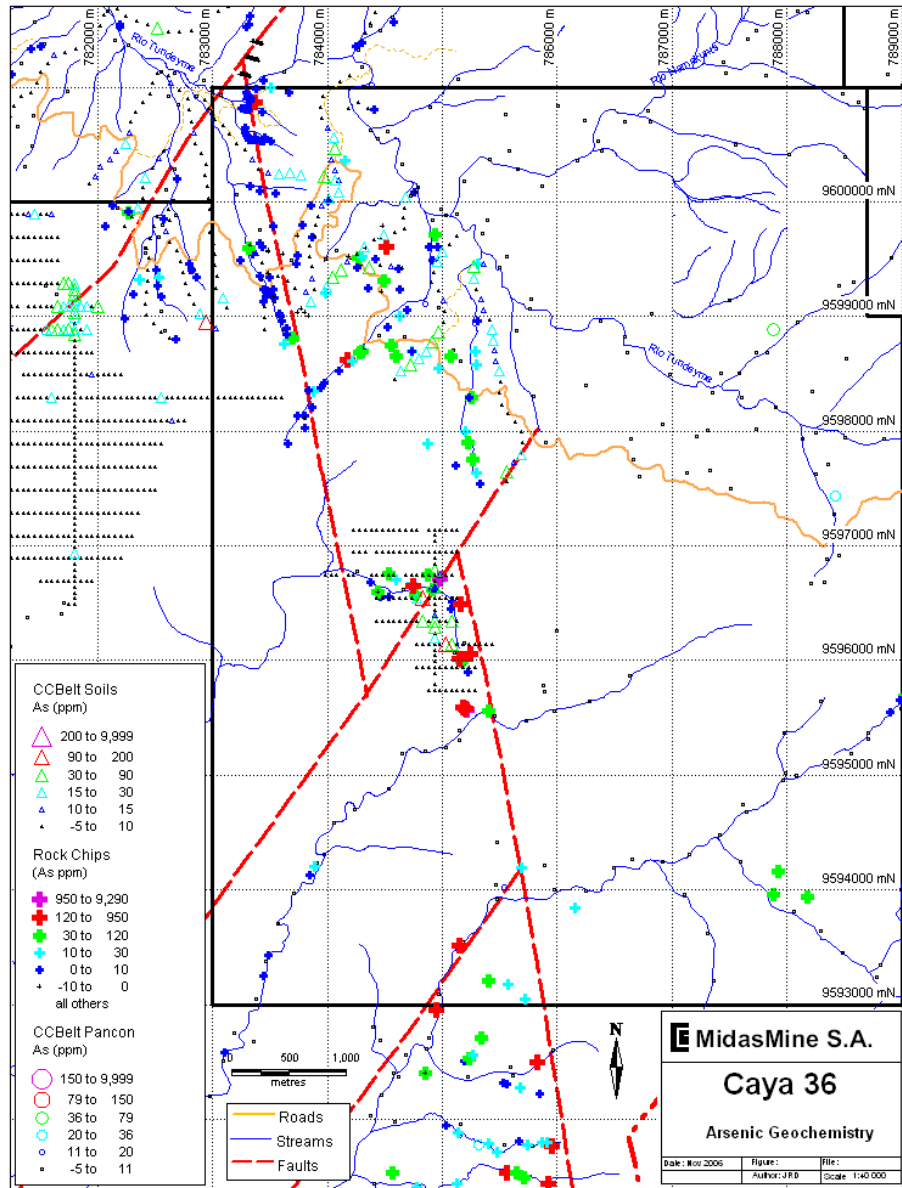 782000 m
783000 m
784000 m
786000 m
787000 m
788000 m
789000 m
Rio Tundeyme
9600000 mN
9599000 mN
Rio Tundeyme
9598000 mN
9597000 mN
9596000 mN
9595000 mN
9594000 mN
9593000 mN
CCBelt Soils
As (ppm)
200 to 9,999
90 to 200
30 to 90
15 to 30
10 to 15
-5 to 10
Rock Chips
(As ppm)
950 to 9,290
120 to 950
30 to 120
10 to 30
0 to 10
-10 to 0
all others
CCBelt Pancon
As (ppm)
150 to 9,999
79 to 150
36 to 79
20 to 36
11 to 20
-5 to 11
0 500 1,000
metres
Roads
Streams
Faults
N
MidasMine S.A.
Caya 36
Arsenic Geochemistry
Date: Nov 2006
Figure:
File:
Author: JRD
Scale 1:40 000